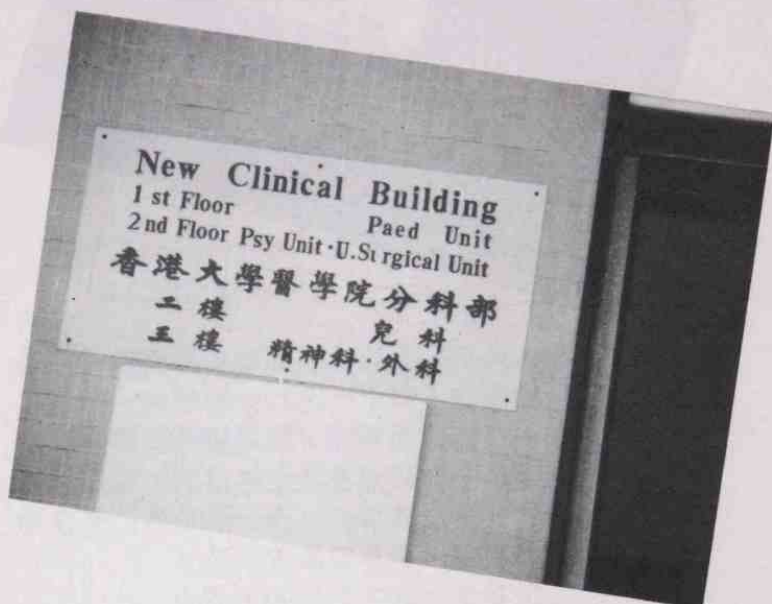 New Clinical Building
1 st Floor Paed Unit
2nd Floor Psy Unit·U.Surgical Unit
香港大學醫學院分科部
二樓 兒科
三樓 精神科·外科